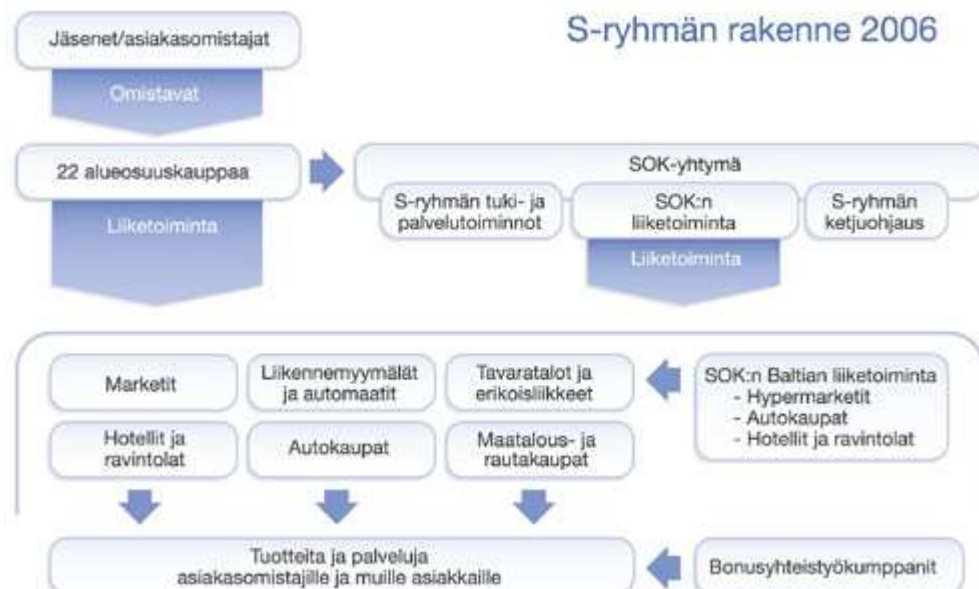 S-ryhmän rakenne 2006
Jäsenet/asiakasomistajat
Omistavat
22 alueosuuskauppaa
Liiketoiminta
SOK-yhtymä
S-ryhmän tuki- ja
palvelutoiminnot
SOK:n
liiketoiminta
S-ryhmän
ketjuohjaus
Liiketoiminta
Marketit
Liikennemyymälät
ja automaatit
Tavaratalot ja
erikoisliikkeet
SOK:n Baltian liiketoiminta
- Hypermarketit
- Autokaupat
- Hotellit ja ravintolat
Hotellit ja
ravintolat
Autokaupat
Maatalous- ja
rautakaupat
Tuotteita ja palveluja
asiakasomistajille ja muille asiakkaille
Bonusyhteistyökumppanit